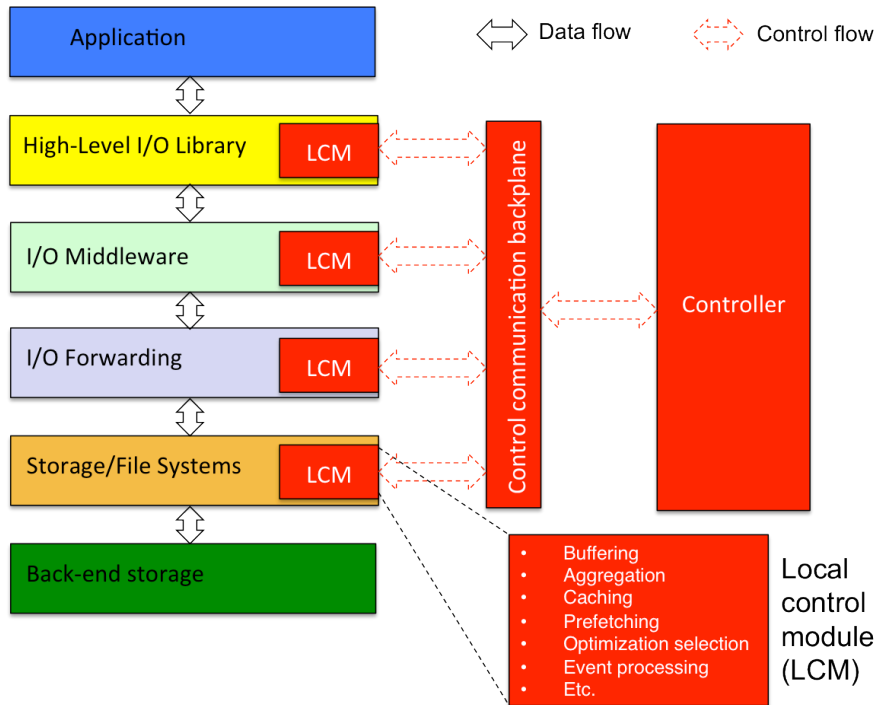 Application
Data flow
Control flow
High-Level I/O Library
LCM
I/O Middleware
LCM
I/O Forwarding
LCM
Storage/File Systems
LCM
Back-end storage
Control communication backplane
Controller
• Buffering
• Aggregation
• Caching
• Prefetching
• Optimization selection
• Event processing
• Etc.
Local
control
module
(LCM)